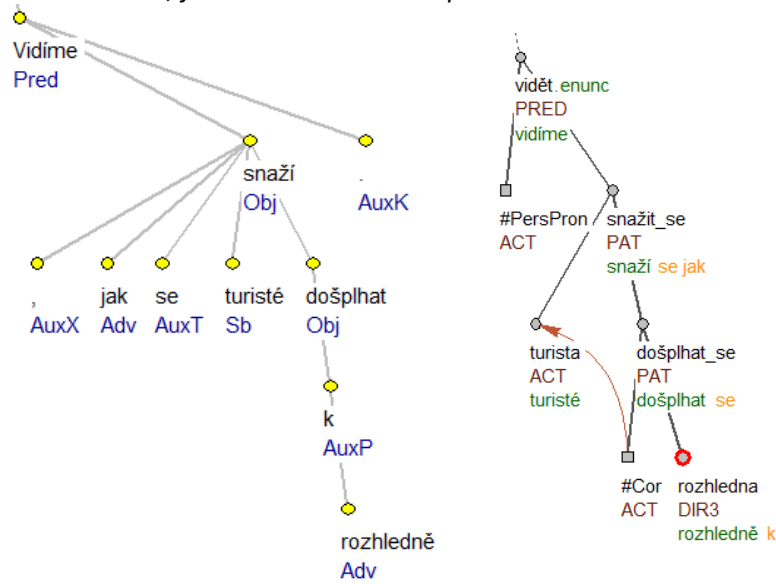 Vidíme
Pred
snaží
Obj
.
AuxK
,
AuxX
jak
Adv
se
AuxT
turisté
Sb
došplhat
Obj
k
AuxP
rozhledně
Adv
vidět.enunc
PRED
vidíme
#PersPron
ACT
snažit_se
PAT
snaží se jak
turista
ACT
turisté
došplhat_se
PAT
došplhat se
#Cor
ACT
rozhledna
DIR3
rozhledně k